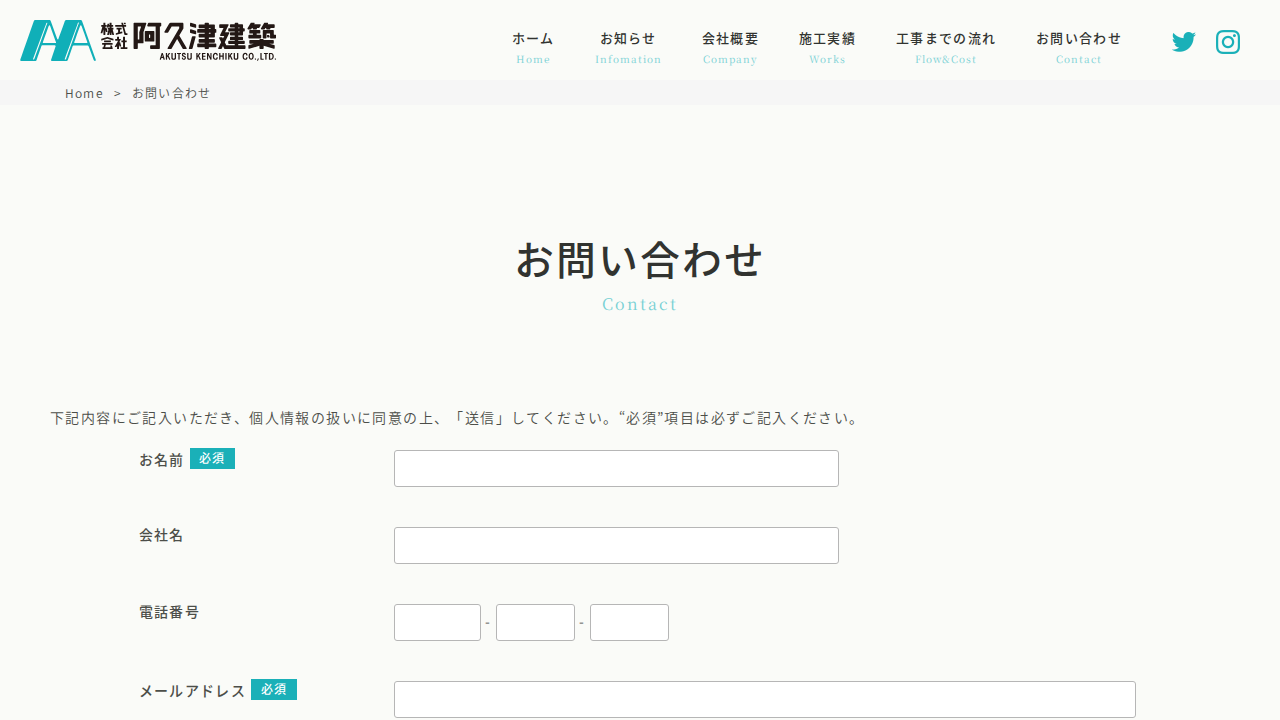 株式会社 阿久津建築
AKUTSU KENCHIKU CO.,LTD.
ホーム お知らせ 会社概要 施工実績 工事までの流れ お問い合わせ
Home Infomation Company Works Flow&Cost Contact
Home > お問い合わせ
お問い合わせ
Contact
下記内容にご記入いただき、個人情報の扱いに同意の上、「送信」してください。“必須”項目は必ずご記入ください。
お名前 必須
会社名
電話番号 - -
メールアドレス 必須